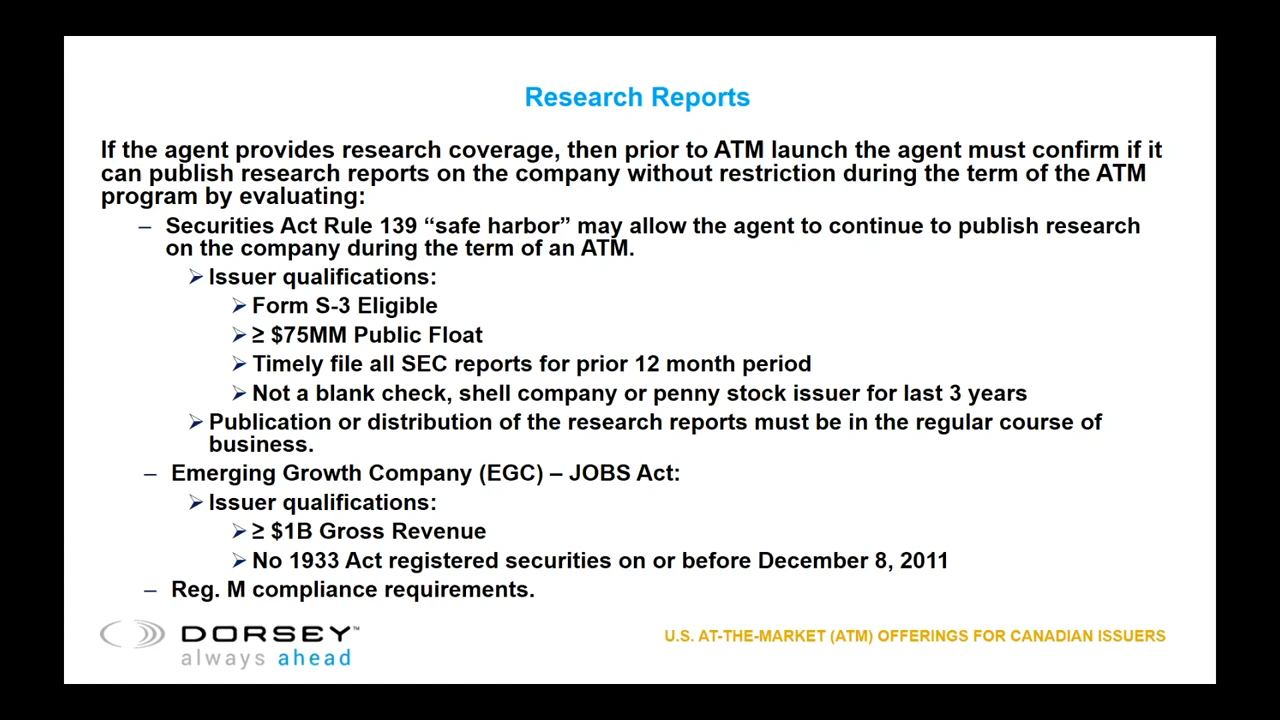 Research Reports
If the agent provides research coverage, then prior to ATM launch the agent must confirm if it
can publish research reports on the company without restriction during the term of the ATM
program by evaluating:
– Securities Act Rule 139 “safe harbor” may allow the agent to continue to publish research
on the company during the term of an ATM.
➢ Issuer qualifications:
➢ Form S-3 Eligible
➢ ≥ $75MM Public Float
➢ Timely file all SEC reports for prior 12 month period
➢ Not a blank check, shell company or penny stock issuer for last 3 years
➢ Publication or distribution of the research reports must be in the regular course of
business.
– Emerging Growth Company (EGC) – JOBS Act:
➢ Issuer qualifications:
➢ ≥ $1B Gross Revenue
➢ No 1933 Act registered securities on or before December 8, 2011
– Reg. M compliance requirements.
DORSEY™
always ahead
U.S. AT-THE-MARKET (ATM) OFFERINGS FOR CANADIAN ISSUERS